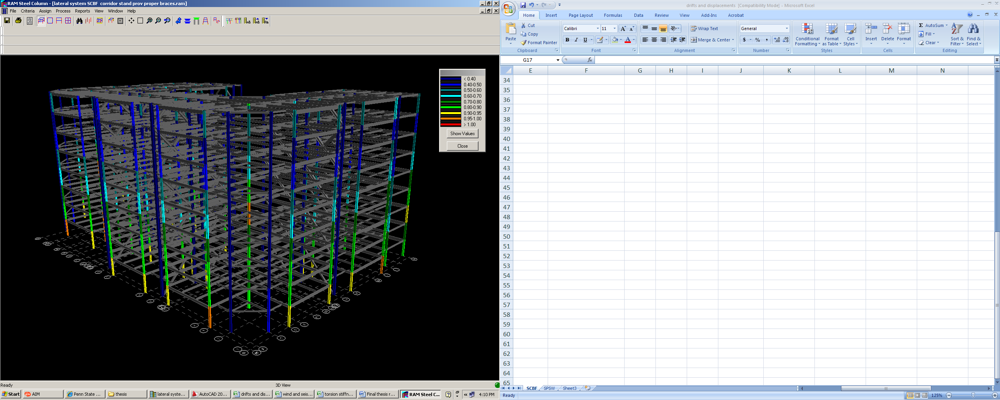 RAM Steel Column - [lateral system SCBF  corridor stand prov proper braces.ram]
File Criteria Assign Process Reports View Window Help
< 0.40
0.40-0.50
0.50-0.60
0.60-0.70
0.70-0.80
0.80-0.90
0.90-0.95
0.95-1.00
> 1.00
Show Values
Close
Ready
3D View
Start AIM Penn State ... thesis lateral syste... AutoCAD 20... drifts and dis... wind and seis... torsion stiffn... Final thesis r... RAM Steel C... « 4:10 PM
drifts and displacements  [Compatibility Mode] - Microsoft Excel
Home Insert Page Layout Formulas Data Review View Add-Ins Acrobat
Paste
Cut
Copy
Format Painter
Clipboard
Calibri 11
B I U
Font
Wrap Text
Merge & Center
Alignment
General
$ % ,
Number
Conditional Formatting
Format as Table
Cell Styles
Styles
Insert Delete Format
Cells
Σ AutoSum
Fill
Clear
Sort & Filter
Find & Select
Editing
G17 fx
E F G H I J K L M N
34
35
36
37
38
39
40
41
42
43
44
45
46
47
48
49
50
51
52
53
54
55
56
57
58
59
60
61
62
63
64
65
SCBF SPSW Sheet3
Ready 125%